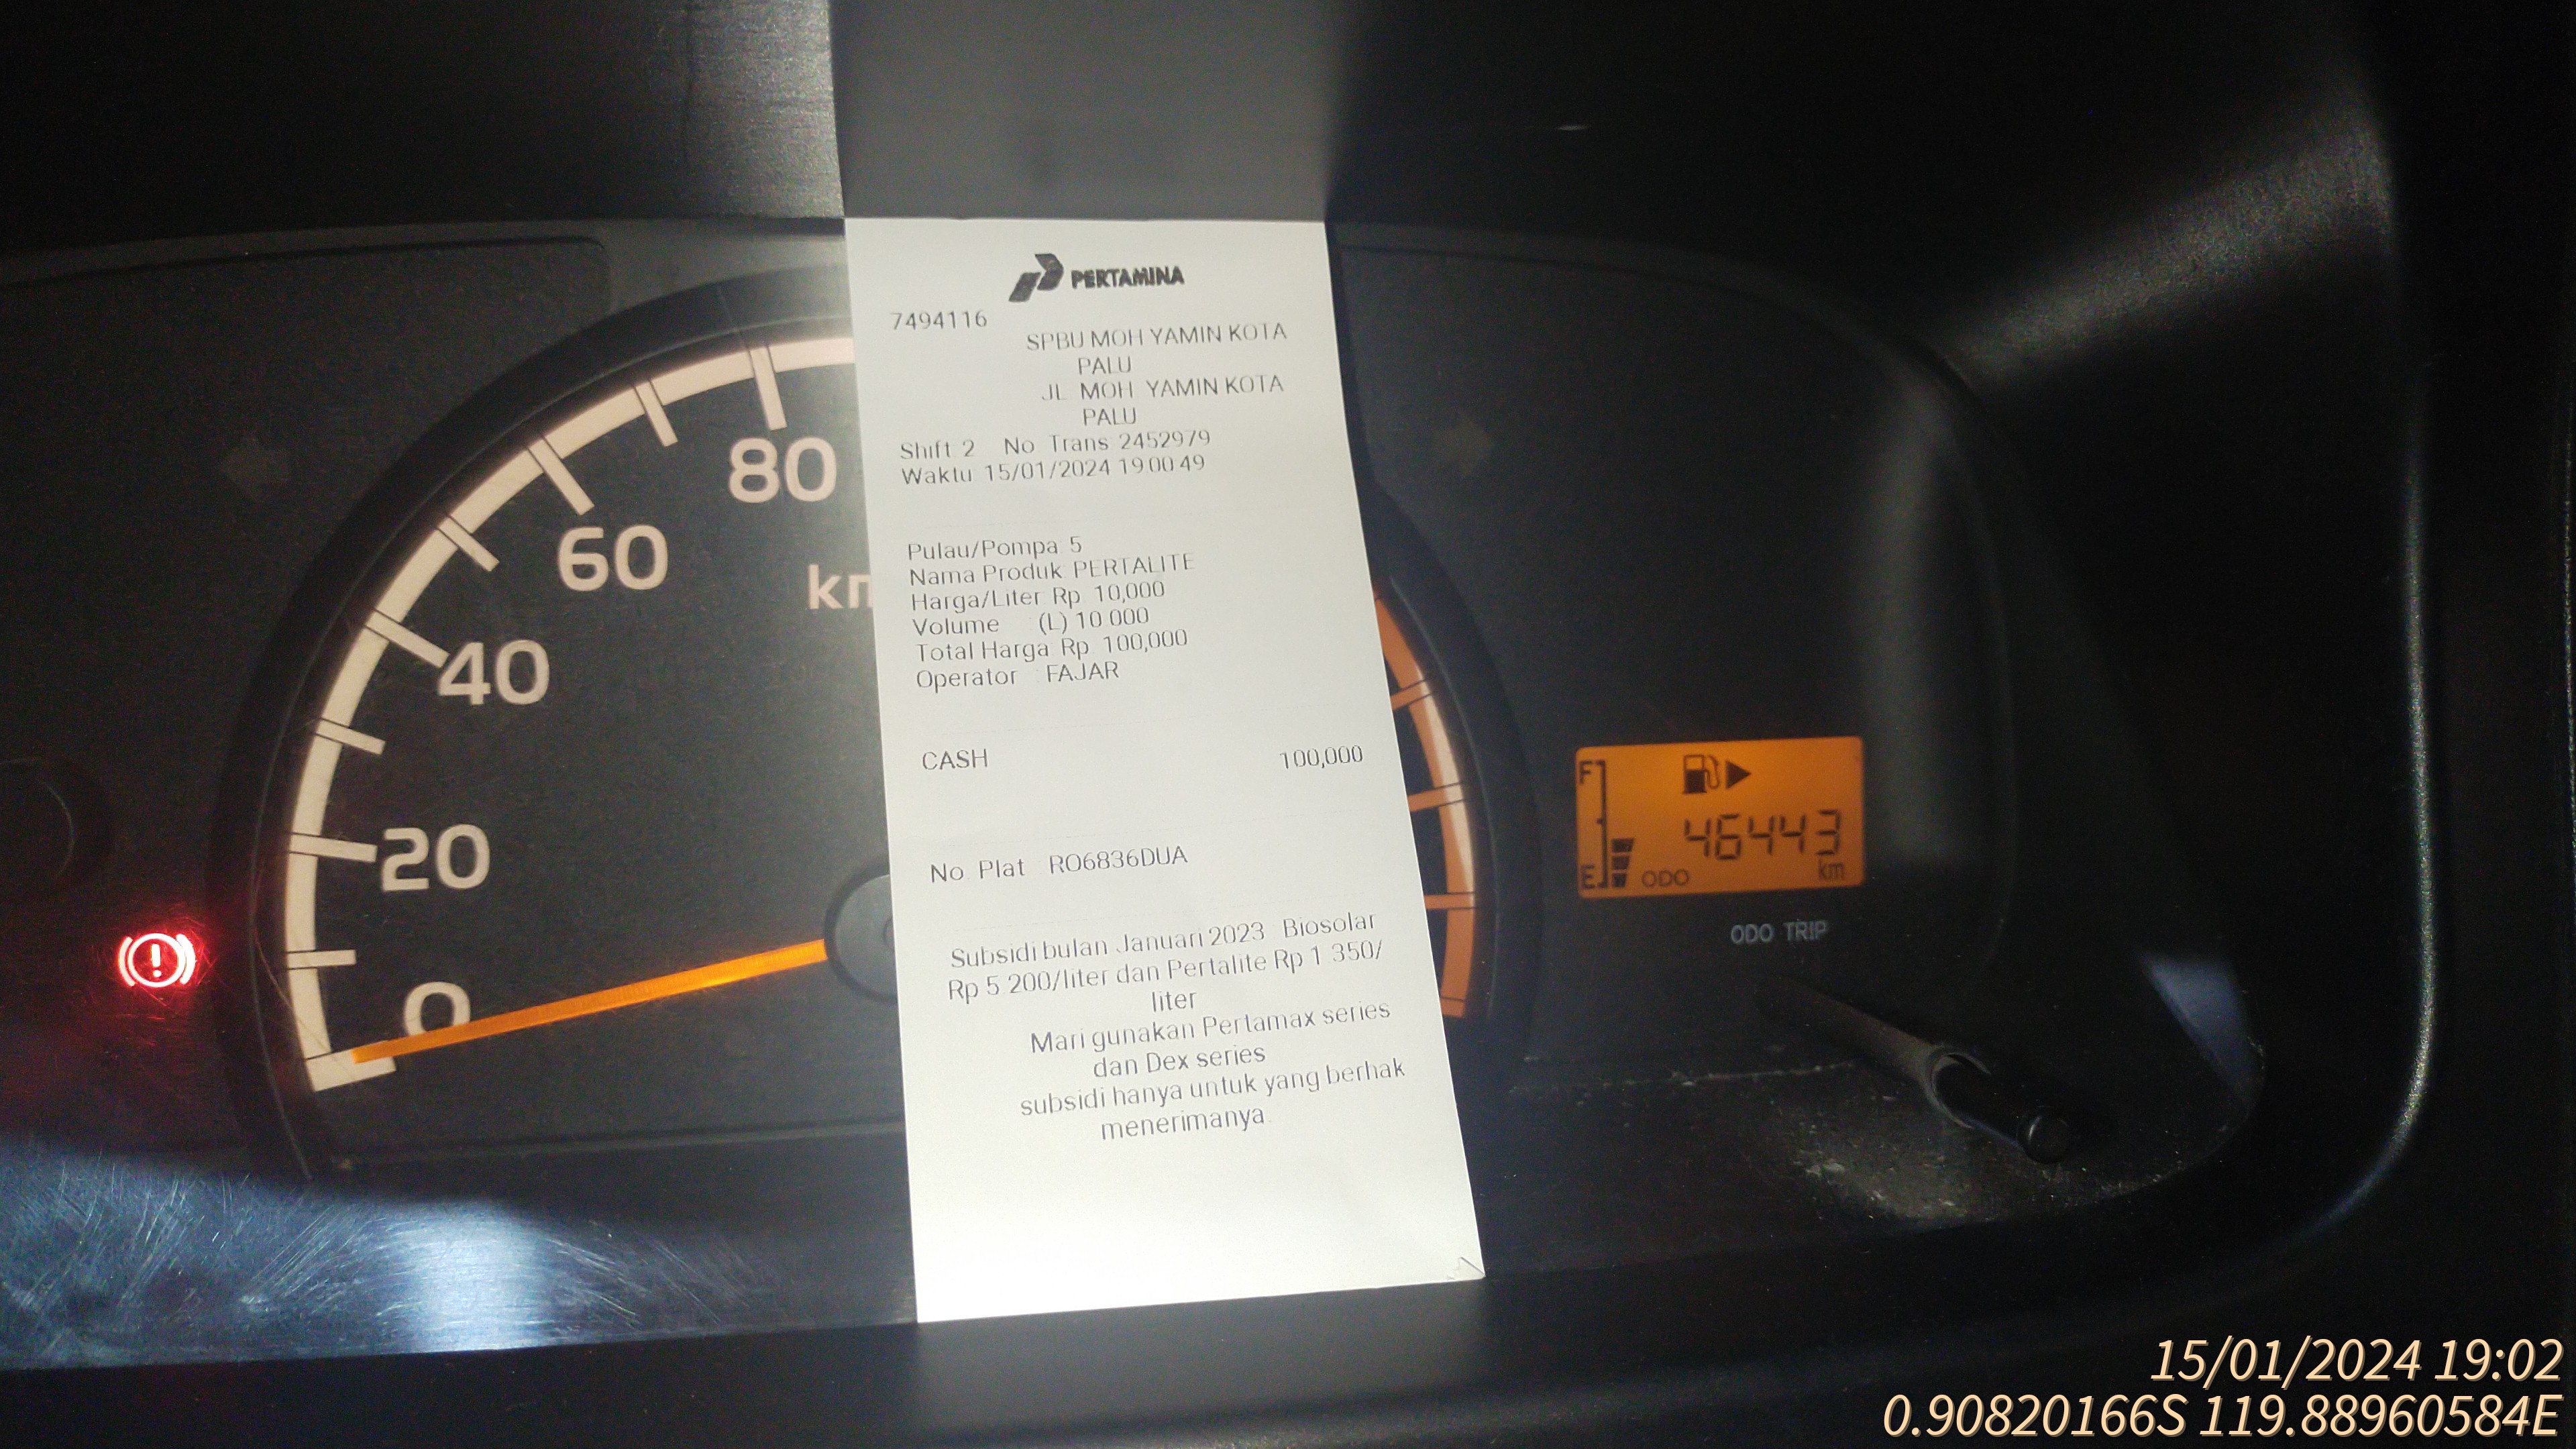 PERTAMINA
7494116
SPBU MOH YAMIN KOTA
PALU
JL MOH YAMIN KOTA
PALU
Shift 2 No Trans 2452979
Waktu 15/01/2024 19:00:49
Pulau/Pompa 5
Nama Produk PERTALITE
Harga/Liter Rp 10,000
Volume (L) 10.000
Total Harga Rp. 100,000
Operator : FAJAR
CASH 100,000
No. Plat RO6836DUA
Subsidi bulan Januari 2023 Biosolar
Rp 5.200/liter dan Pertalite Rp 1.350/
liter
Mari gunakan Pertamax series
dan Dex series
subsidi hanya untuk yang berhak
menerimanya.
80
60
km
40
20
0
F
46443
E ODO km
ODO TRIP
15/01/2024 19:02
0.90820166S 119.88960584E